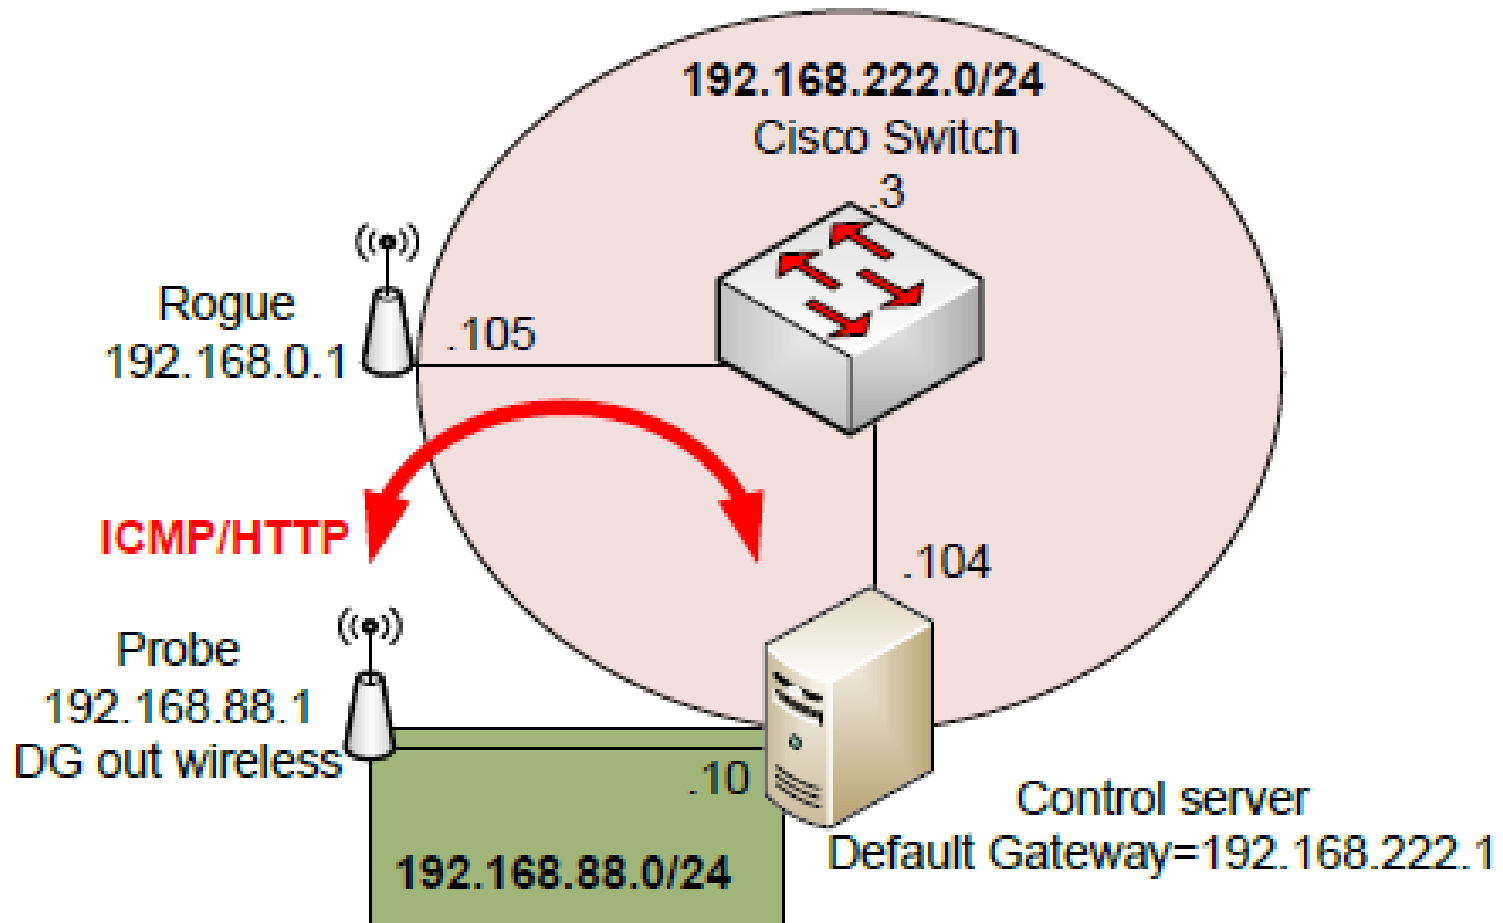 192.168.222.0/24
Cisco Switch
.3
Rogue
192.168.0.1
.105
ICMP/HTTP
.104
Probe
192.168.88.1
DG out wireless
.10
Control server
Default Gateway=192.168.222.1
192.168.88.0/24